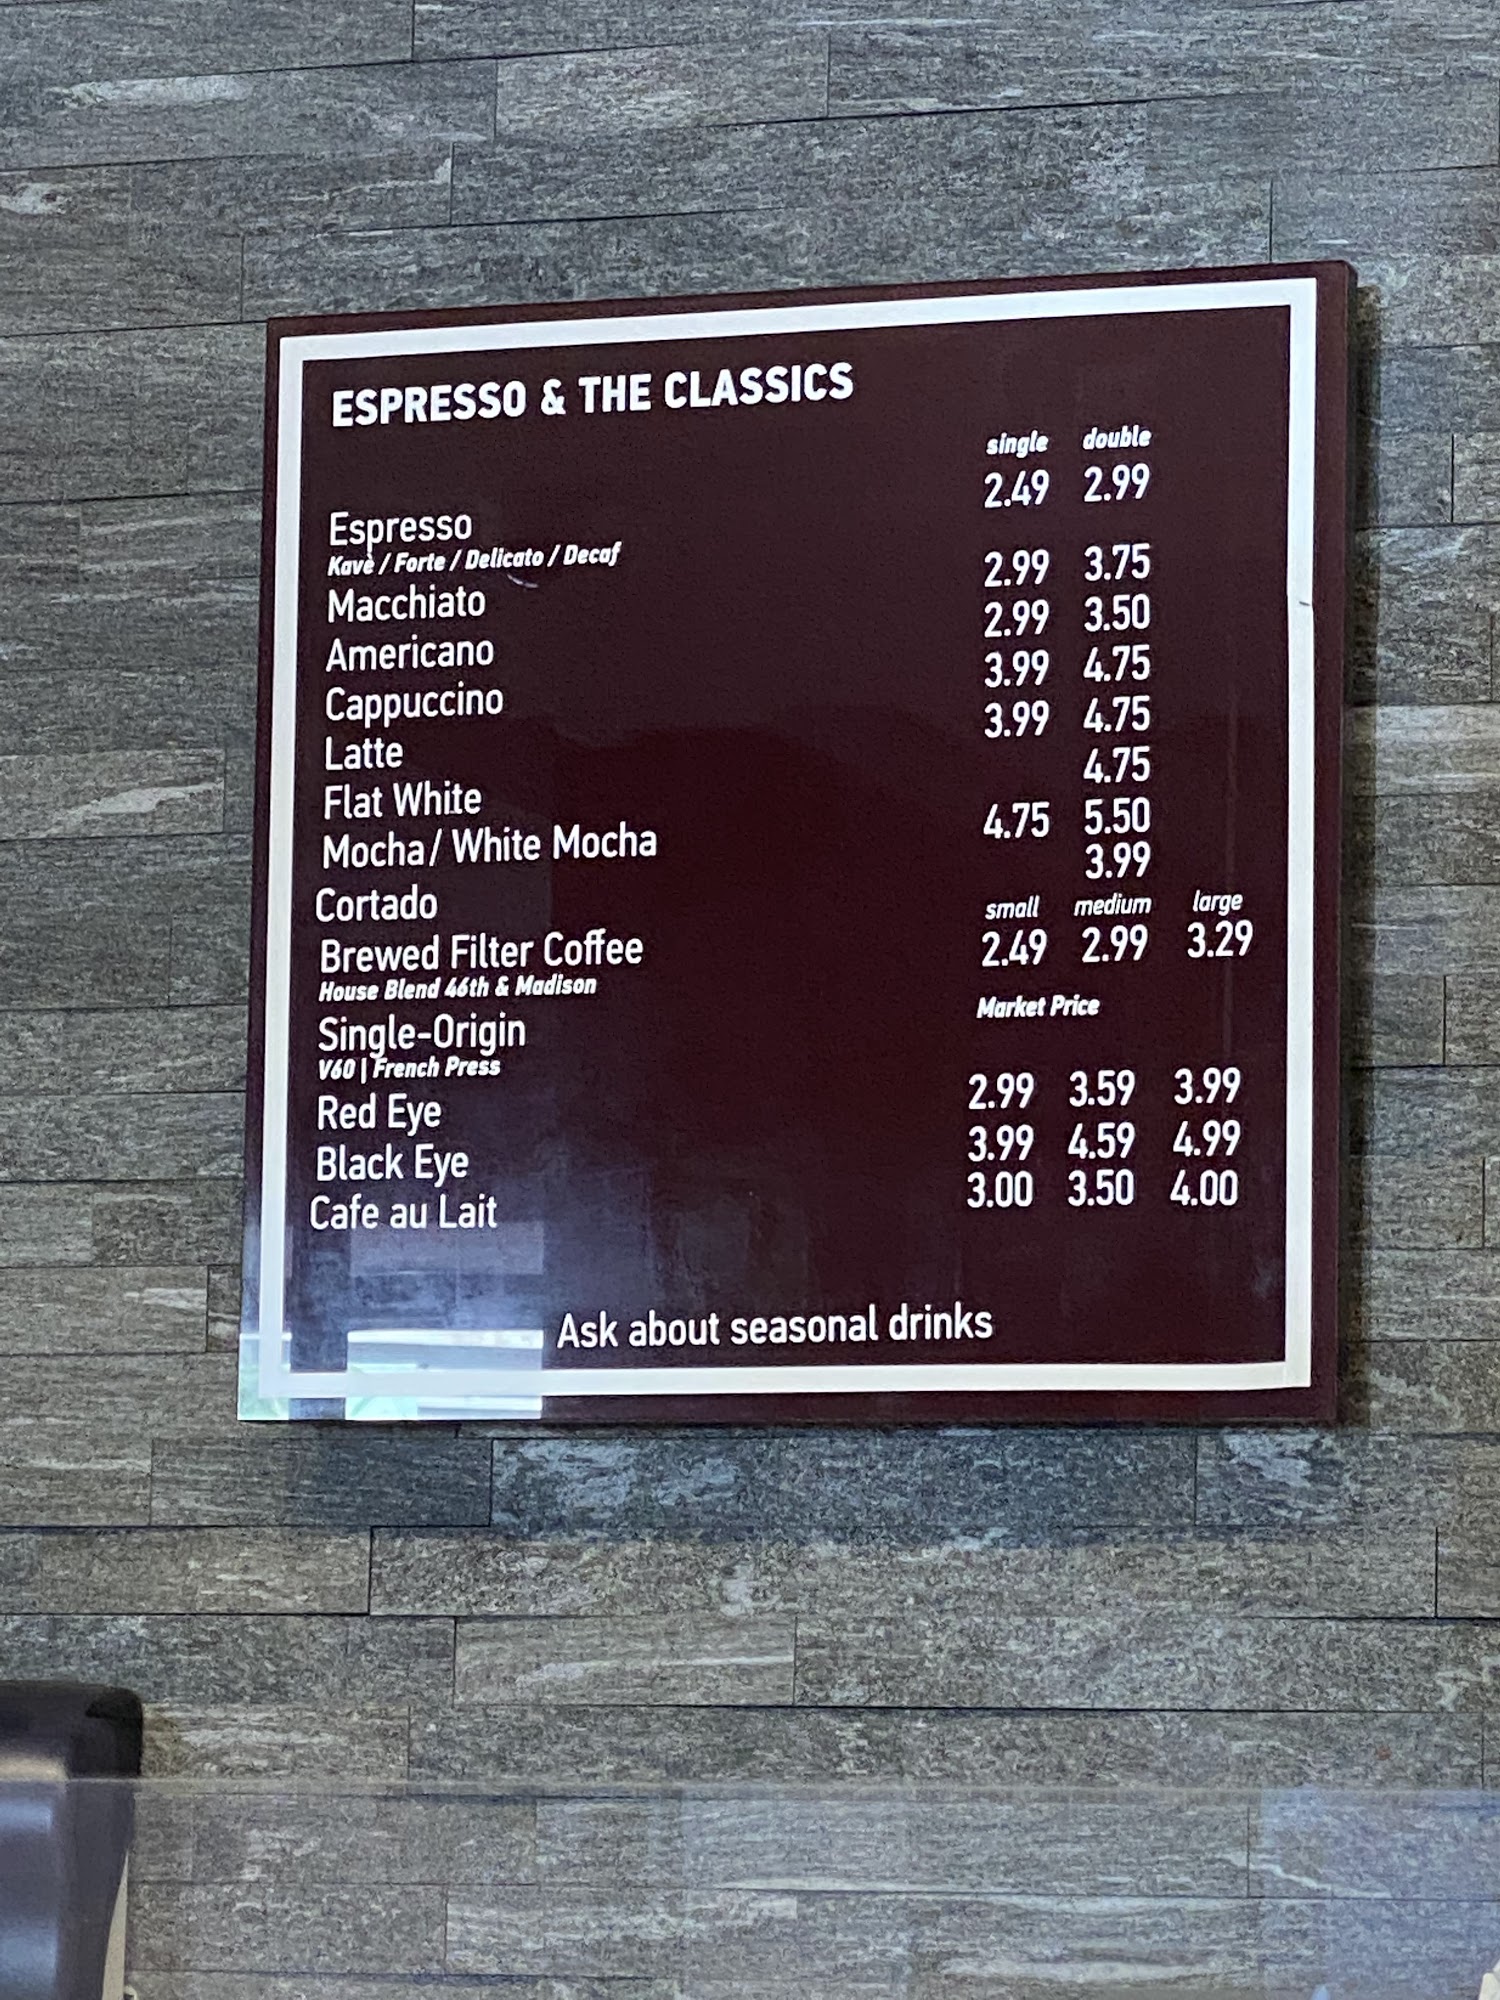 ESPRESSO & THE CLASSICS
single double
Espresso 2.49 2.99
Kavè / Forte / Delicato / Decaf
Macchiato 2.99 3.75
Americano 2.99 3.50
Cappuccino 3.99 4.75
Latte 3.99 4.75
Flat White 4.75
Mocha/ White Mocha 4.75 5.50
Cortado 3.99
small medium large
Brewed Filter Coffee 2.49 2.99 3.29
House Blend 46th & Madison
Single-Origin Market Price
V60 | French Press
Red Eye 2.99 3.59 3.99
Black Eye 3.99 4.59 4.99
Cafe au Lait 3.00 3.50 4.00
Ask about seasonal drinks